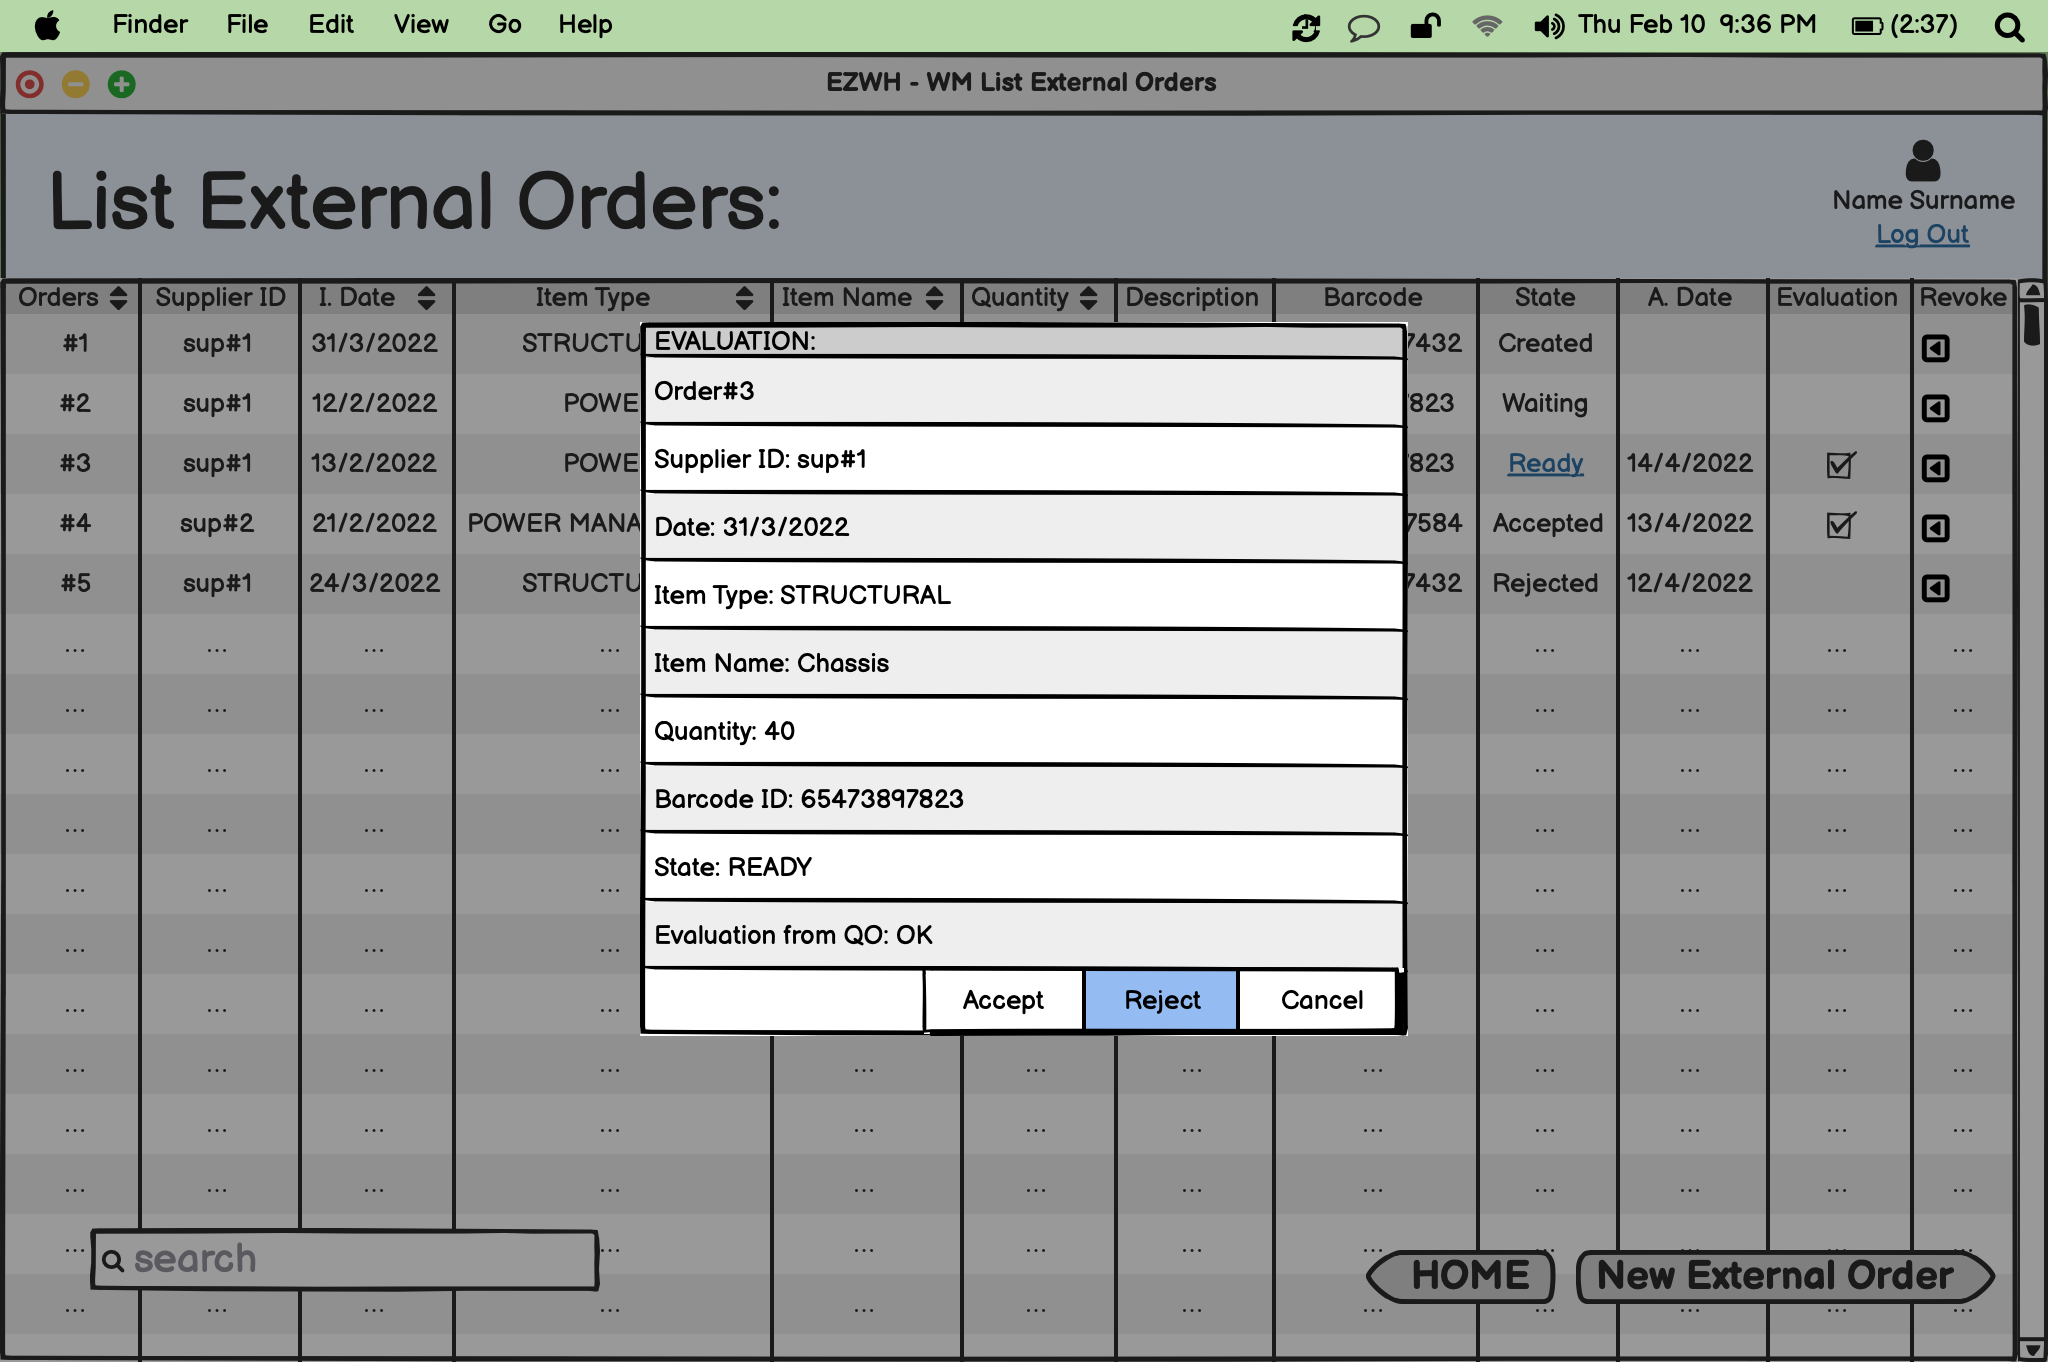 Finder File Edit View Go Help Thu Feb 10 9:36 PM (2:37)
EZWH - WM List External Orders
List External Orders:
Name Surname
Log Out
Orders Supplier ID I. Date Item Type Item Name Quantity Description Barcode State A. Date Evaluation Revoke
#1 sup#1 31/3/2022 STRUCTU 7432 Created
#2 sup#1 12/2/2022 POWE 823 Waiting
#3 sup#1 13/2/2022 POWE 823 Ready 14/4/2022
#4 sup#2 21/2/2022 POWER MANA 7584 Accepted 13/4/2022
#5 sup#1 24/3/2022 STRUCTU 7432 Rejected 12/4/2022
EVALUATION:
Order#3
Supplier ID: sup#1
Date: 31/3/2022
Item Type: STRUCTURAL
Item Name: Chassis
Quantity: 40
Barcode ID: 65473897823
State: READY
Evaluation from QO: OK
Accept Reject Cancel
... ... ... ... ... ... ... ...
... ... ... ... ... ... ... ...
... ... ... ... ... ... ... ...
... ... ... ... ... ... ... ...
... ... ... ... ... ... ... ...
... ... ... ... ... ... ... ...
... ... ... ... ... ... ... ...
... ... ... ... ... ... ... ... ... ... ... ...
... ... ... ... ... ... ... ... ... ... ... ...
... ... ... ... ... ... ... ... ... ... ... ...
... ... ... ... ... ...
search
HOME
New External Order
... ... ... ... ... ... ... ... ... ... ... ...